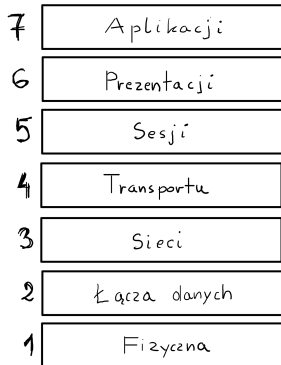 7 Aplikacji
6 Prezentacji
5 Sesji
4 Transportu
3 Sieci
2 Łącza danych
1 Fizyczna